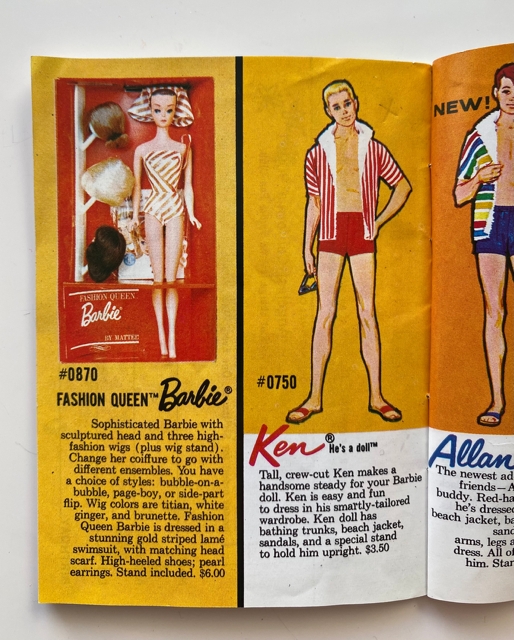 FASHION QUEEN
Barbie®
BY MATTEL
#0870
FASHION QUEEN™ Barbie®
Sophisticated Barbie with
sculptured head and three high-
fashion wigs (plus wig stand).
Change her coiffure to go with
different ensembles. You have
a choice of styles: bubble-on-a-
bubble, page-boy, or side-part
flip. Wig colors are titian, white
ginger, and brunette. Fashion
Queen Barbie is dressed in a
stunning gold striped lamé
swimsuit, with matching head
scarf. High-heeled shoes; pearl
earrings. Stand included. $6.00
#0750
Ken® He's a doll™
Tall, crew-cut Ken makes a
handsome steady for your Barbie
doll. Ken is easy and fun
to dress in his smartly-tailored
wardrobe. Ken doll has
bathing trunks, beach jacket,
sandals, and a special stand
to hold him upright. $3.50
NEW!
Allan
The newest ad
friends—A
buddy. Red-ha
he's dressed
beach jacket, ba
sand
arms, legs a
dress. All of
him. Stan